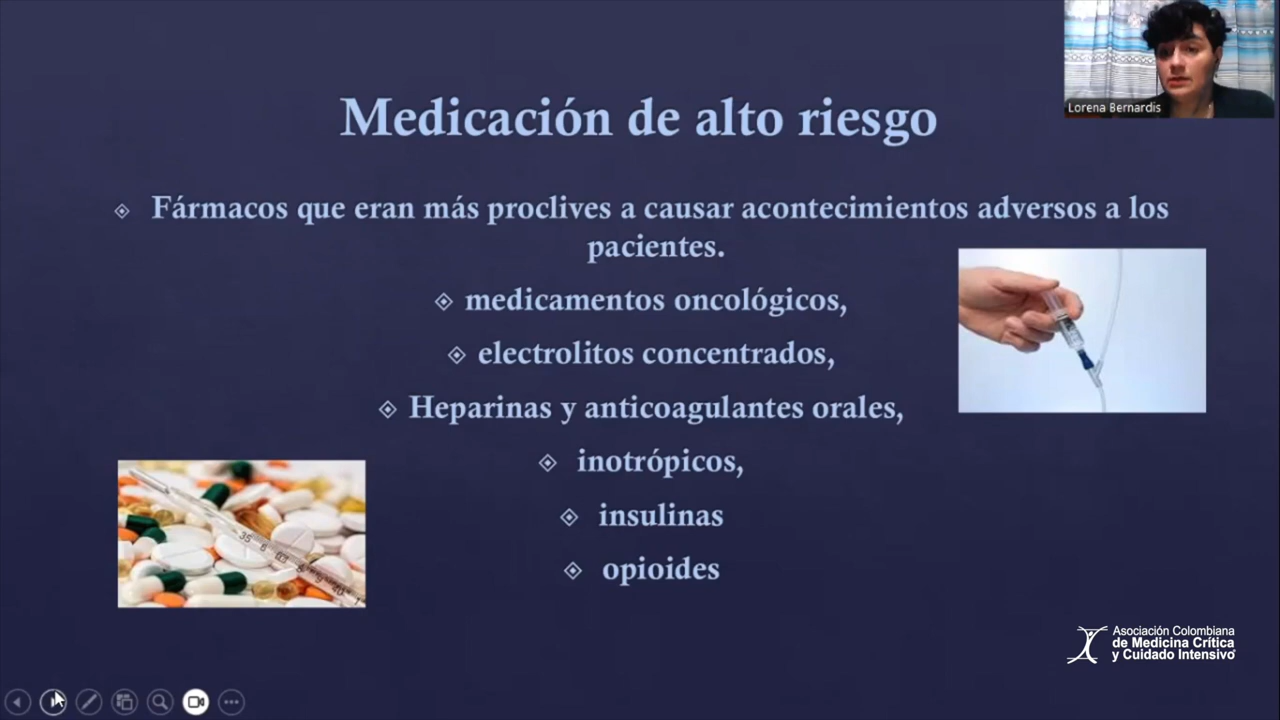 Medicación de alto riesgo
Lorena Bernardis
Fármacos que eran más proclives a causar acontecimientos adversos a los
pacientes.
medicamentos oncológicos,
electrolitos concentrados,
Heparinas y anticoagulantes orales,
inotrópicos,
insulinas
opioides
35
Asociación Colombiana
de Medicina Crítica
y Cuidado Intensivo